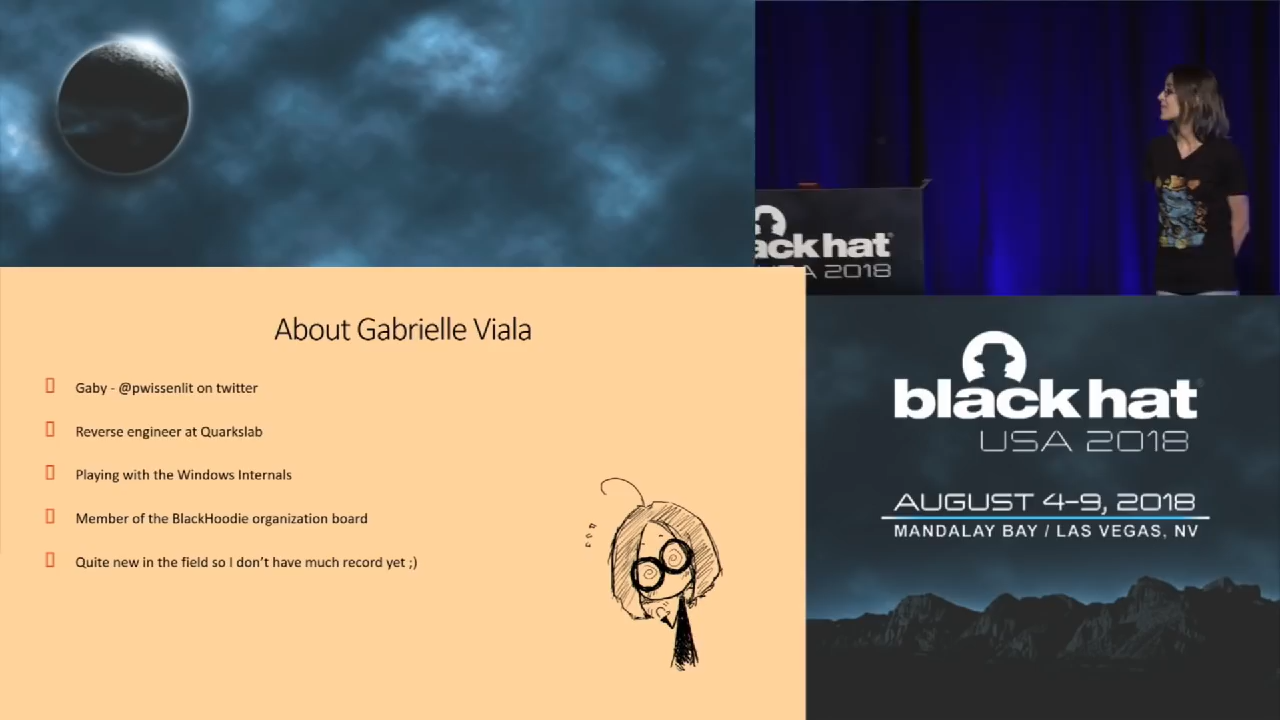 ack hat
USA 2018
About Gabrielle Viala
Gaby - @pwissenlit on twitter
Reverse engineer at Quarkslab
Playing with the Windows Internals
Member of the BlackHoodie organization board
Quite new in the field so I don't have much record yet ;)
black hat
USA 2018
AUGUST 4-9, 2018
MANDALAY BAY / LAS VEGAS, NV